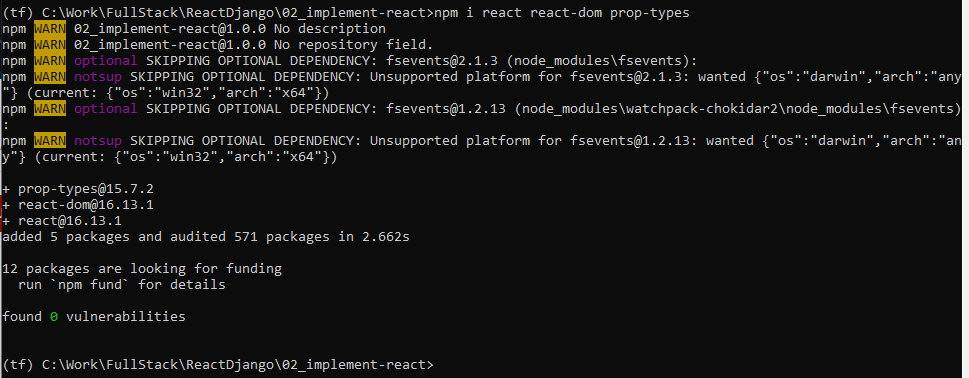 (tf) C:\Work\FullStack\ReactDjango\02_implement-react>npm i react react-dom prop-types
npm WARN 02_implement-react@1.0.0 No description
npm WARN 02_implement-react@1.0.0 No repository field.
npm WARN optional SKIPPING OPTIONAL DEPENDENCY: fsevents@2.1.3 (node_modules\fsevents):
npm WARN notsup SKIPPING OPTIONAL DEPENDENCY: Unsupported platform for fsevents@2.1.3: wanted {"os":"darwin","arch":"any
"} (current: {"os":"win32","arch":"x64"})
npm WARN optional SKIPPING OPTIONAL DEPENDENCY: fsevents@1.2.13 (node_modules\watchpack-chokidar2\node_modules\fsevents)
:
npm WARN notsup SKIPPING OPTIONAL DEPENDENCY: Unsupported platform for fsevents@1.2.13: wanted {"os":"darwin","arch":"an
y"} (current: {"os":"win32","arch":"x64"})
+ prop-types@15.7.2
+ react-dom@16.13.1
+ react@16.13.1
added 5 packages and audited 571 packages in 2.662s
12 packages are looking for funding
run `npm fund` for details
found 0 vulnerabilities
(tf) C:\Work\FullStack\ReactDjango\02_implement-react>